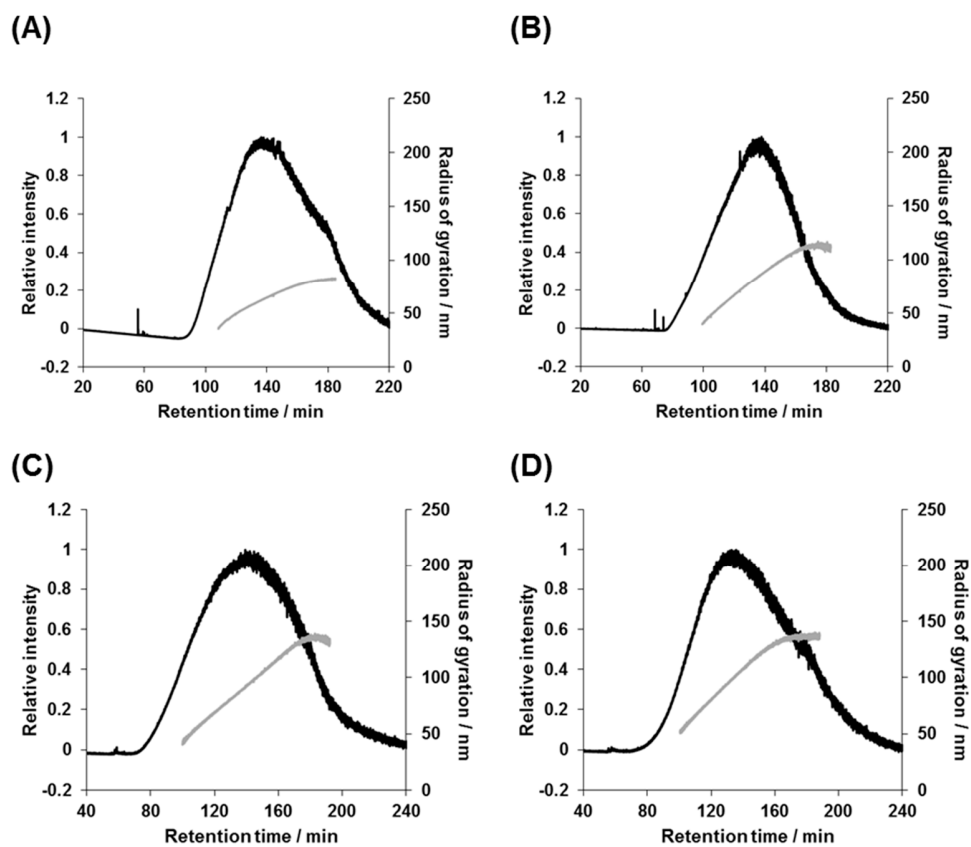 (A)
(B)
1.2
1
0.8
0.6
0.4
0.2
0
-0.2
Relative intensity
250
200
150
100
50
0
Radius of gyration / nm
20 60 100 140 180 220
Retention time / min
1.2
1
0.8
0.6
0.4
0.2
0
-0.2
Relative intensity
250
200
150
100
50
0
Radius of gyration / nm
20 60 100 140 180 220
Retention time / min
(C)
(D)
1.2
1
0.8
0.6
0.4
0.2
0
-0.2
Relative intensity
250
200
150
100
50
0
Radius of gyration / nm
40 80 120 160 200 240
Retention time / min
1.2
1
0.8
0.6
0.4
0.2
0
-0.2
Relative intensity
250
200
150
100
50
0
Radius of gyration / nm
40 80 120 160 200 240
Retention time / min